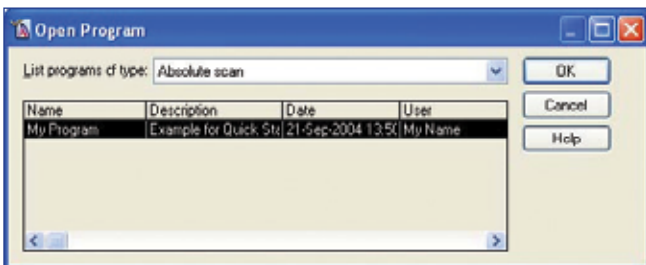 Open Program
List programs of type: Absolute scan
OK
Cancel
Help
Name Description Date User
My Program Example for Quick Sta 21-Sep-2004 13:50 My Name